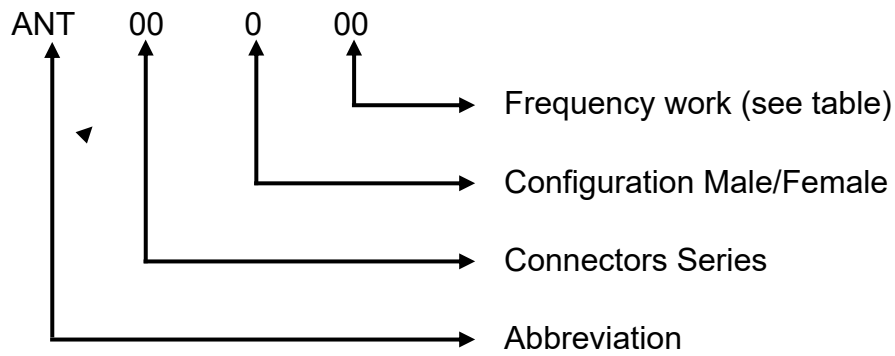 ANT 00 0 00
Frequency work (see table)
Configuration Male/Female
Connectors Series
Abbreviation